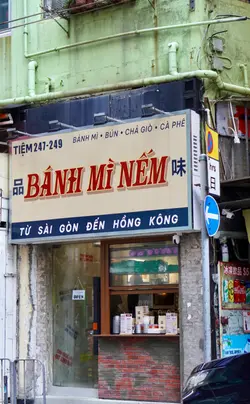 TIỆM 247-249
BÁNH MÌ • BÚN • CHẢ GIÒ • CÀ PHÊ
品 BÁNH MÌ NẾM 味
TỪ SÀI GÒN ĐẾN HỒNG KÔNG